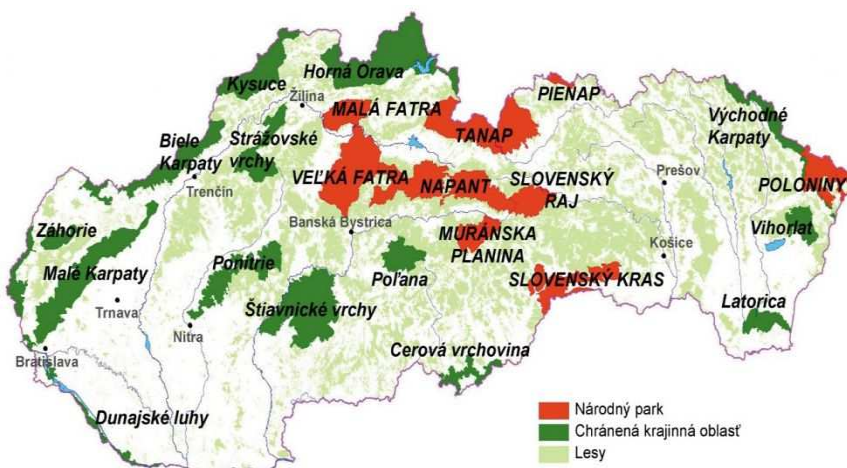 Kysuce
Horná Orava
Žilina
MALÁ FATRA
PIENAP
TANAP
Východné
Karpaty
Strážovské
vrchy
Biele
Karpaty
Trenčín
VEĽKÁ FATRA
NAPANT
SLOVENSKÝ
RAJ
Prešov
POLONINY
Banská Bystrica
Záhorie
MURÁNSKA
PLANINA
Vihorlat
Košice
Malé Karpaty
Ponitrie
Poľana
SLOVENSKÝ KRAS
Trnava
Štiavnické vrchy
Latorica
Nitra
Bratislava
Cerová vrchovina
Dunajské luhy
Národný park
Chránená krajinná oblasť
Lesy